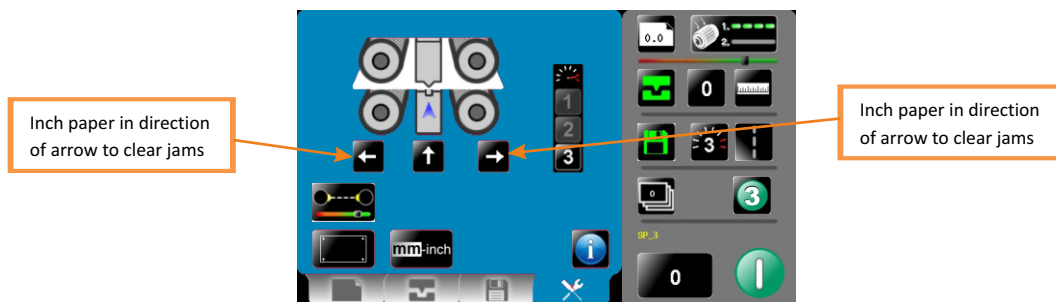 Inch paper in direction
of arrow to clear jams
1
2
3
mm-inch
i
0.0
1.
2.
0
3
0
3
SP_3
0
Inch paper in direction
of arrow to clear jams